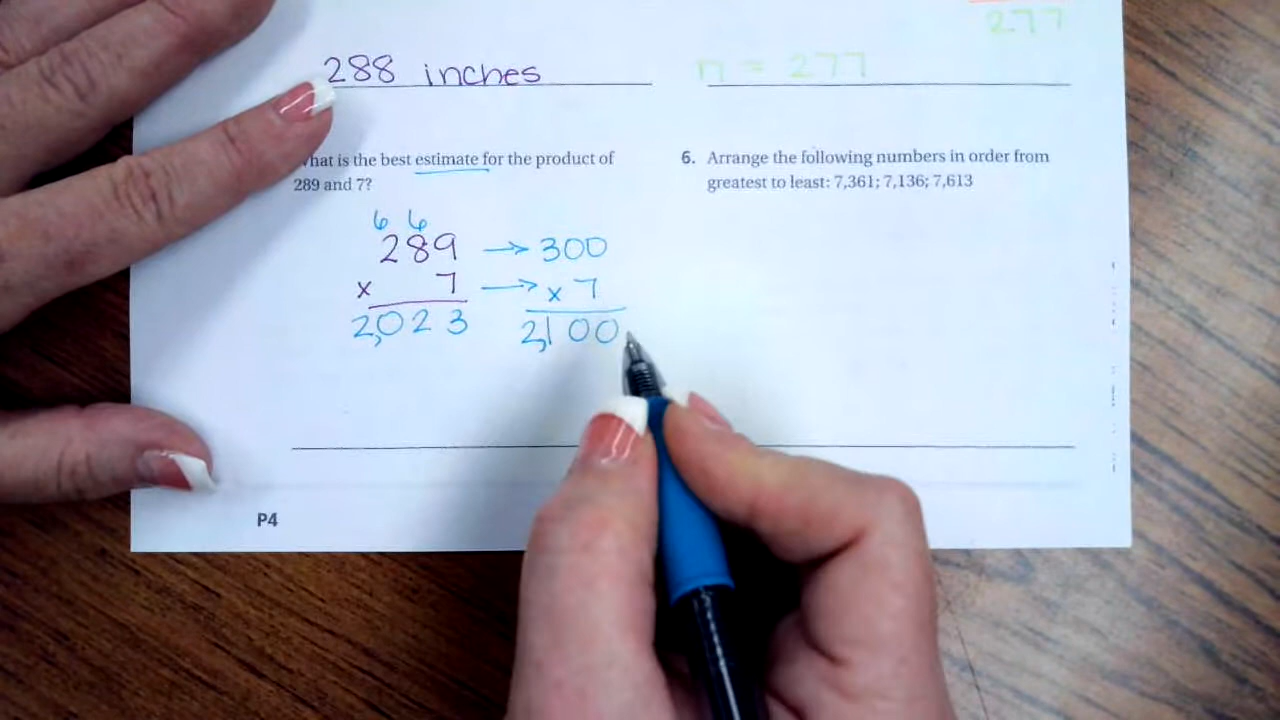 277
288 inches
n = 277
What is the best estimate for the product of
289 and 7?
6 6
289 → 300
x 7 → x 7
2,023 2,100
6. Arrange the following numbers in order from
greatest to least: 7,361; 7,136; 7,613
P4